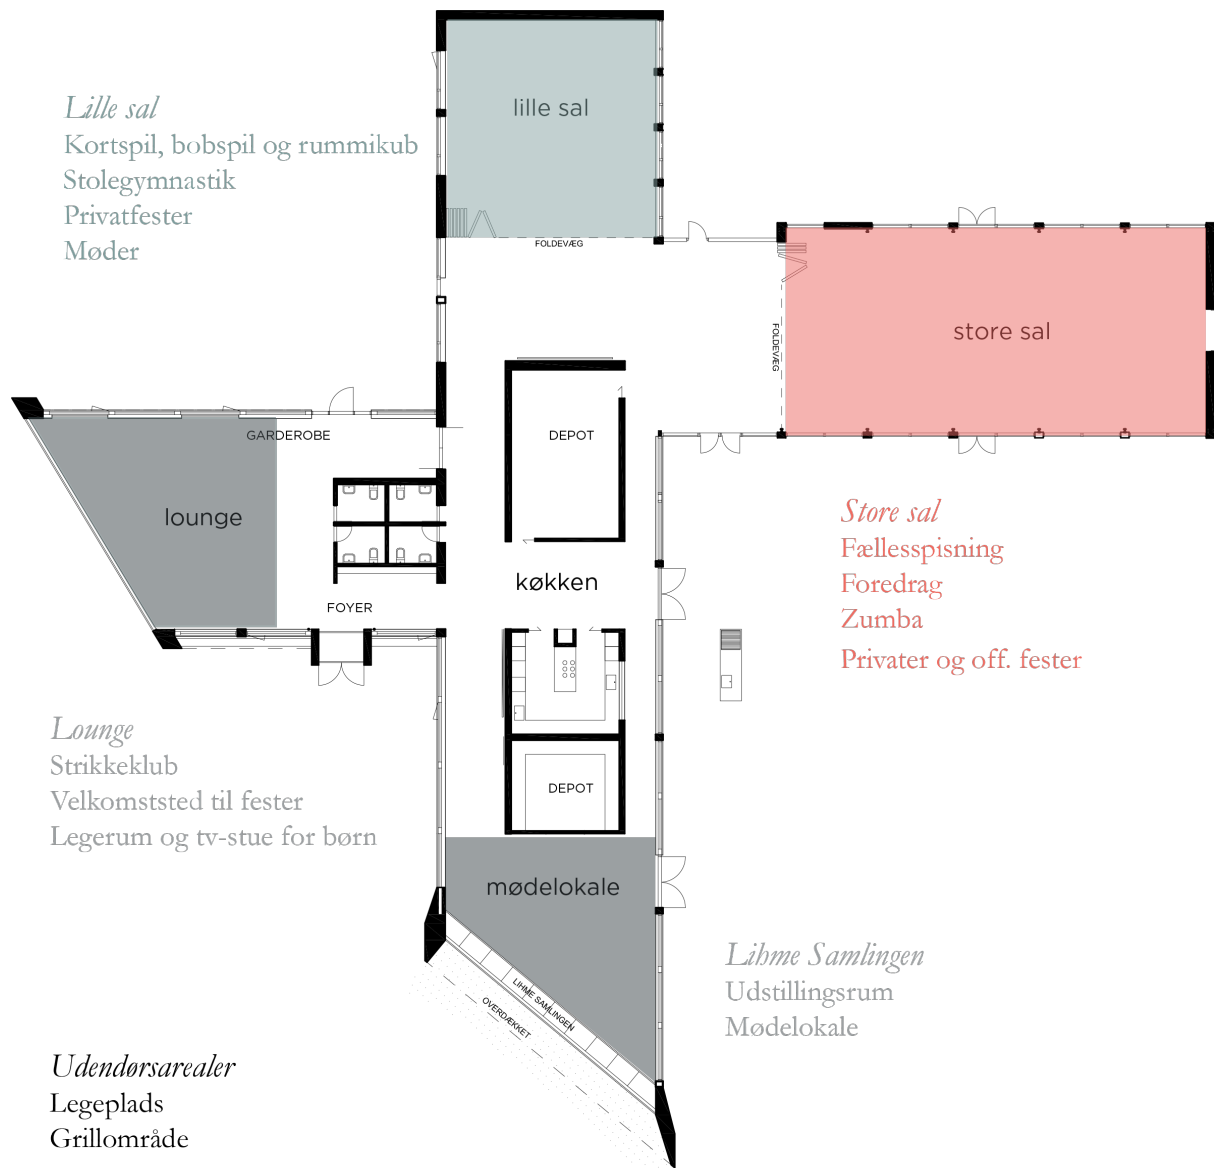 Lille sal
Kortspil, bobspil og rummikub
Stolegymnastik
Privatfester
Møder
lille sal
FOLDEVÆG
store sal
FOLDEVÆG
GARDEROBE
DEPOT
lounge
køkken
FOYER
Store sal
Fællesspisning
Foredrag
Zumba
Privater og off. fester
Lounge
Strikkeklub
Velkomststed til fester
Legerum og tv-stue for børn
DEPOT
mødelokale
LIHME SAMLINGEN
OVERDÆKKET
Lihme Samlingen
Udstillingsrum
Mødelokale
Udendørsarealer
Legeplads
Grillområde